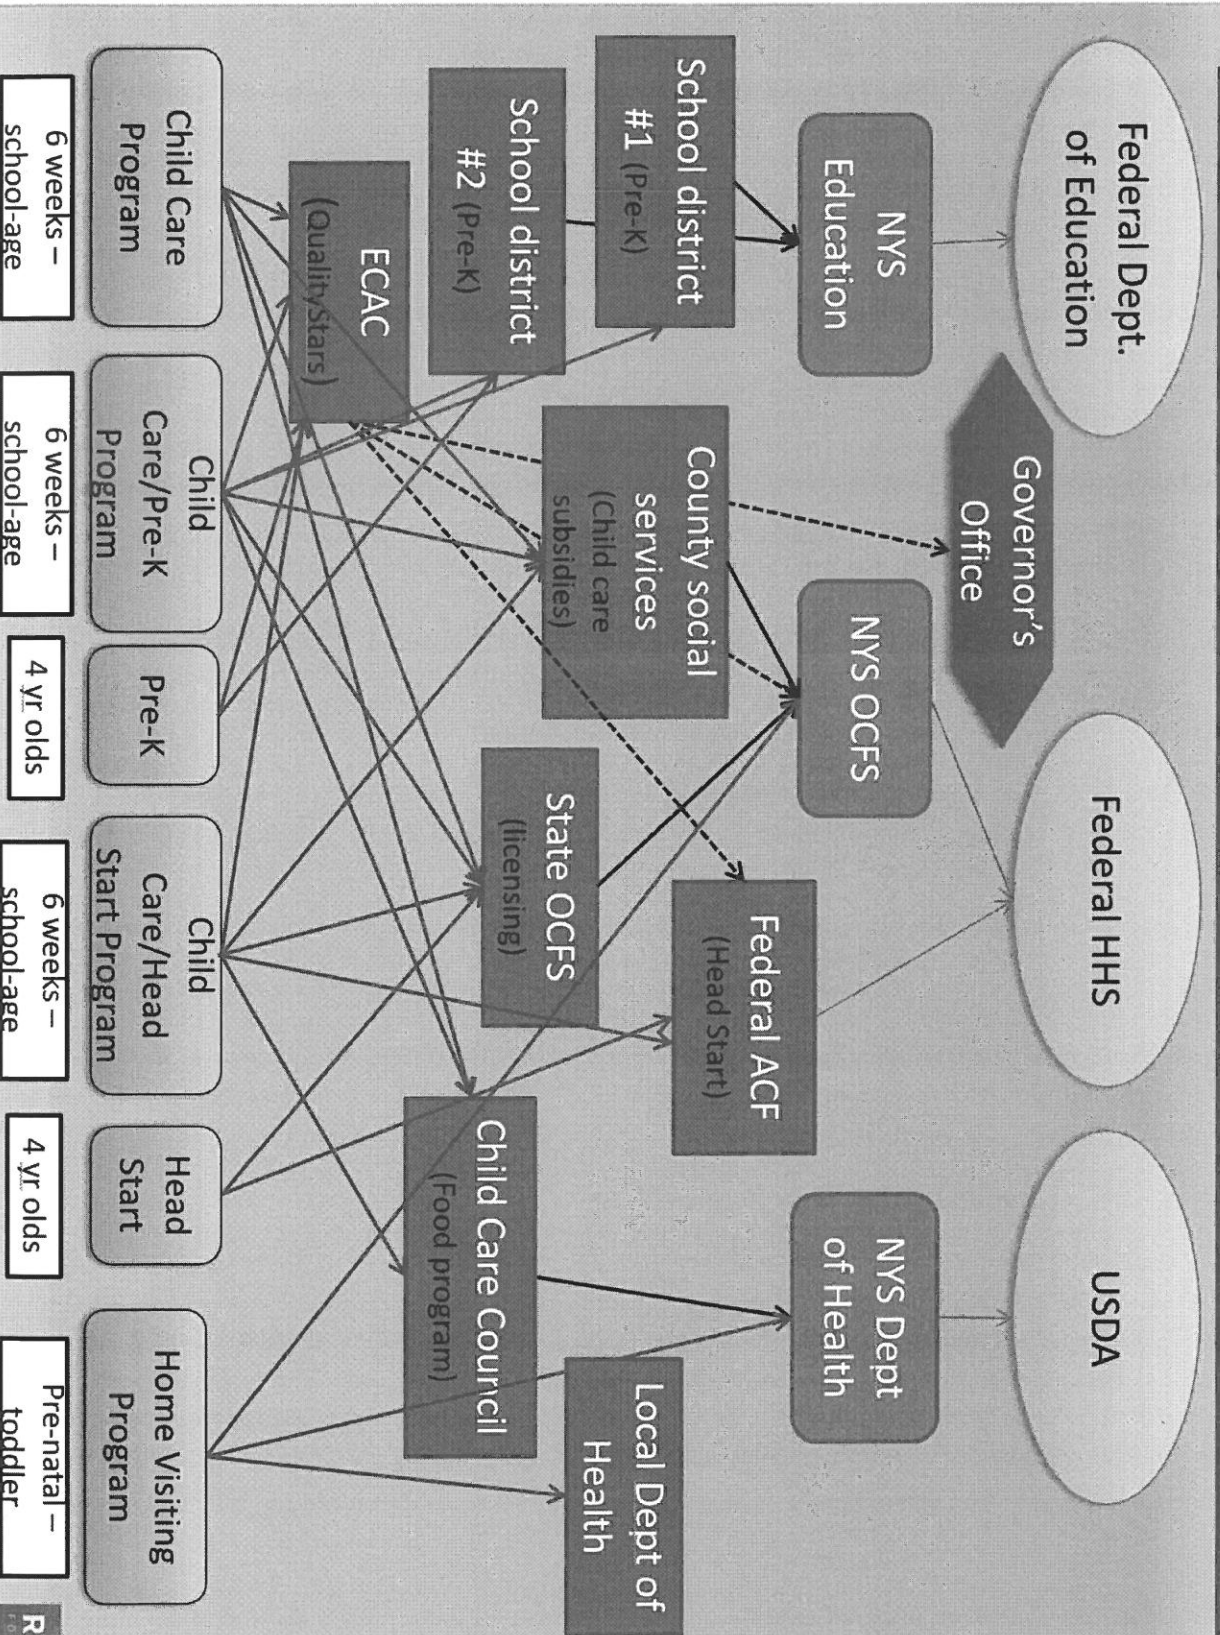 Federal Dept.
of Education
Federal HHS
USDA
Governor's
Office
NYS
Education
NYS OCFS
NYS Dept
of Health
School district
#1 (Pre-K)
County social
services
(Child care
subsidies)
Federal ACF
(Head Start)
Local Dept of
Health
School district
#2 (Pre-K)
State OCFS
(licensing)
Child Care Council
(Food program)
ECAC
(QualityStars)
Child Care
Program
Child
Care/Pre-K
Program
Pre-K
Child
Care/Head
Start Program
Head
Start
Home Visiting
Program
6 weeks –
school-age
6 weeks –
school-age
4 yr olds
6 weeks –
school-age
4 yr olds
Pre-natal –
toddler
R